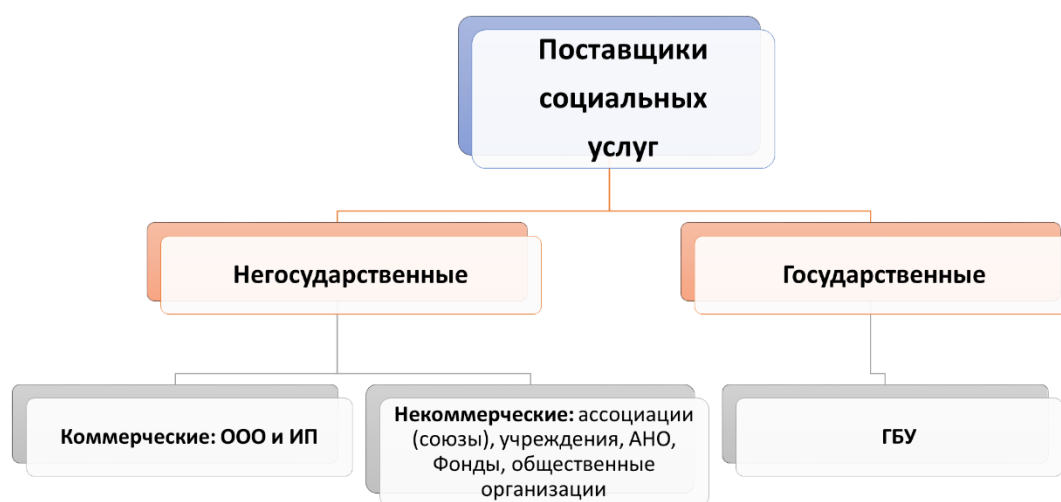 Поставщики
социальных
услуг
Негосударственные
Государственные
Коммерческие: ООО и ИП
Некоммерческие: ассоциации
(союзы), учреждения, АНО,
Фонды, общественные
организации
ГБУ